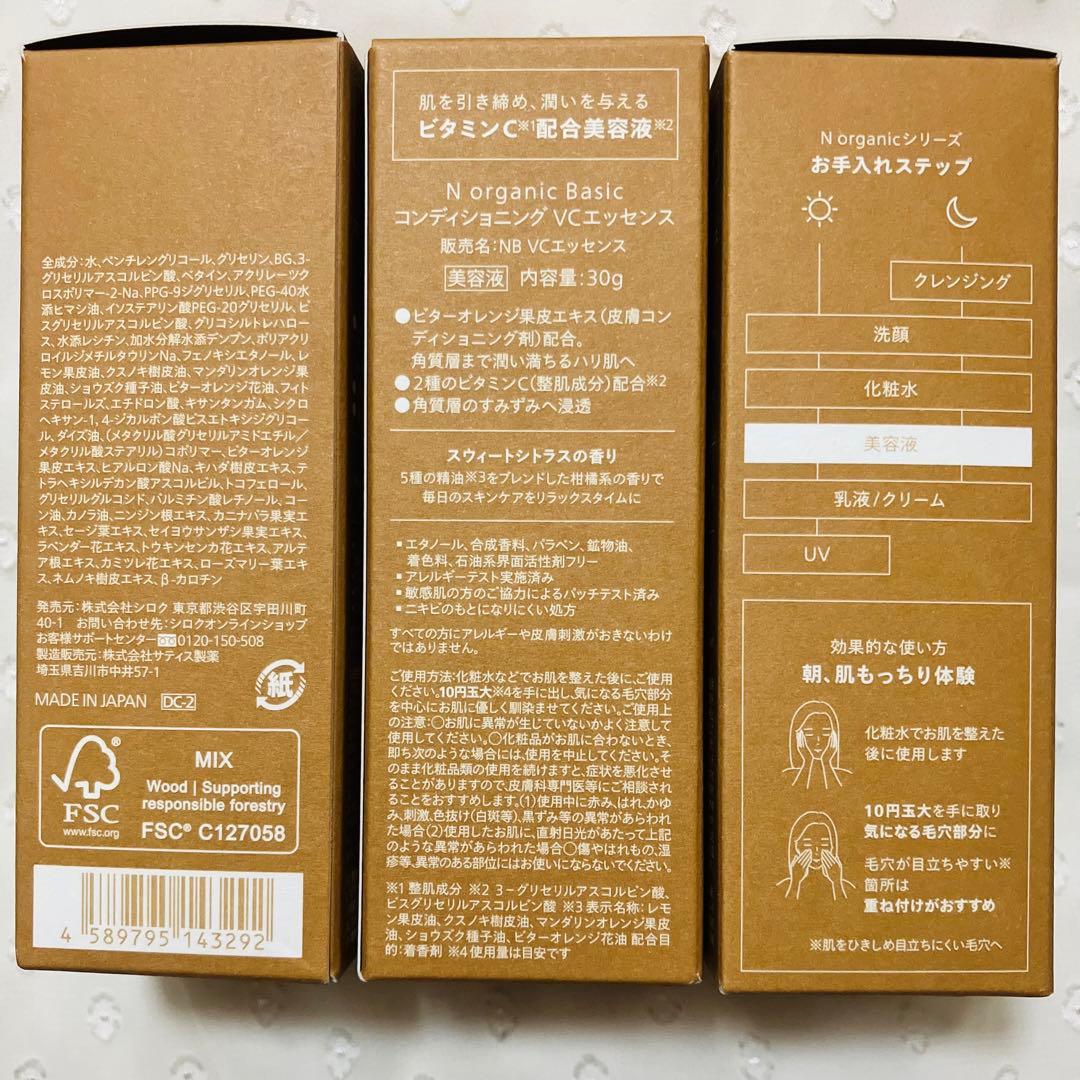 全成分:水、ペンチレングリコール、グリセリン、BG、3-
グリセリルアスコルビン酸、ベタイン、アクリレーツク
ロスポリマー-2-Na、PPG-9ジグリセリル、PEG-40水
添ヒマシ油、イソステアリン酸PEG-20グリセリル、ビ
スグリセリルアスコルビン酸、グリコシルトレハロー
ス、水添レシチン、加水分解水添デンプン、ポリアクリ
ロイルジメチルタウリンNa、フェノキシエタノール、レ
モン果皮油、クスノキ樹皮油、マンダリンオレンジ果
皮油、ショウズク種子油、ビターオレンジ花油、フィト
ステロールズ、エチドロン酸、キサンタンガム、シクロ
ヘキサン-1, 4-ジカルボン酸ビスエトキシジグリコー
ル、ダイズ油、(メタクリル酸グリセリルアミドエチル/
メタクリル酸ステアリル)コポリマー、ビターオレンジ
果皮エキス、ヒアルロン酸Na、キハダ樹皮エキス、テ
トラヘキシルデカン酸アスコルビル、トコフェロール、
グリセリルグルコシド、パルミチン酸レチノール、コー
ン油、カノラ油、ニンジン根エキス、カニナバラ果実エ
キス、セージ葉エキス、セイヨウサンザシ果実エキス、
ラベンダー花エキス、トウキンセンカ花エキス、アルテ
ア根エキス、カミツレ花エキス、ローズマリー葉エキ
ス、ネムノキ樹皮エキス、β-カロチン
発売元:株式会社シロク 東京都渋谷区宇田川町
40-1 お問い合わせ先:シロクオンラインショップ
お客様サポートセンター 0120-150-508
製造販売元:株式会社サティス製薬
埼玉県吉川市中井57-1
MADE IN JAPAN DC-2
紙
MIX
Wood | Supporting
responsible forestry
FSC® C127058
FSC
www.fsc.org
4 589795 143292
肌を引き締め、潤いを与える
ビタミンC※1配合美容液※2
N organic Basic
コンディショニング VCエッセンス
販売名:NB VCエッセンス
美容液 内容量:30g
●ビターオレンジ果皮エキス(皮膚コン
ディショニング剤)配合。
角質層まで潤い満ちるハリ肌へ
●2種のビタミンC(整肌成分)配合※2
●角質層のすみずみへ浸透
スウィートシトラスの香り
5種の精油※3をブレンドした柑橘系の香りで
毎日のスキンケアをリラックスタイムに
▪エタノール、合成香料、パラベン、鉱物油、
着色料、石油系界面活性剤フリー
▪アレルギーテスト実施済み
▪敏感肌の方のご協力によるパッチテスト済み
▪ニキビのもとになりにくい処方
すべての方にアレルギーや皮膚刺激がおきないわけ
ではありません。
ご使用方法:化粧水などでお肌を整えた後に、ご使用
ください。10円玉大※4を手に出し、気になる毛穴部分
を中心にお肌に優しく馴染ませてください。ご使用上
の注意:○お肌に異常が生じていないかよく注意して
使用してください。○化粧品がお肌に合わないとき、
即ち次のような場合には、使用を中止してください。そ
のまま化粧品類の使用を続けますと、症状を悪化させ
ることがありますので、皮膚科専門医等にご相談され
ることをおすすめします。(1)使用中に赤み、はれ、かゆ
み、刺激、色抜け(白斑等)、黒ずみ等の異常があらわれ
た場合(2)使用したお肌に、直射日光があたって上記
のような異常があらわれた場合○傷やはれもの、湿
疹等、異常のある部位にはお使いにならないでください。
※1 整肌成分 ※2 3-グリセリルアスコルビン酸、
ビスグリセリルアスコルビン酸 ※3 表示名称:レモ
ン果皮油、クスノキ樹皮油、マンダリンオレンジ果皮
油、ショウズク種子油、ビターオレンジ花油 配合目
的:着香剤 ※4 使用量は目安です
N organicシリーズ
お手入れステップ
クレンジング
洗顔
化粧水
美容液
乳液/クリーム
UV
効果的な使い方
朝、肌もっちり体験
化粧水でお肌を整えた
後に使用します
10円玉大を手に取り
気になる毛穴部分に
毛穴が目立ちやすい※
箇所は
重ね付けがおすすめ
※肌をひきしめ目立ちにくい毛穴へ